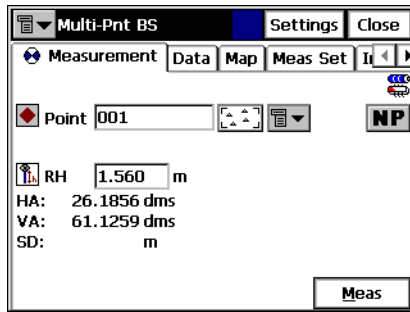 Multi-Pnt BS Settings Close
Measurement Data Map Meas Set
Point 001 NP
RH 1.560 m
HA: 26.1856 dms
VA: 61.1259 dms
SD: m
Meas